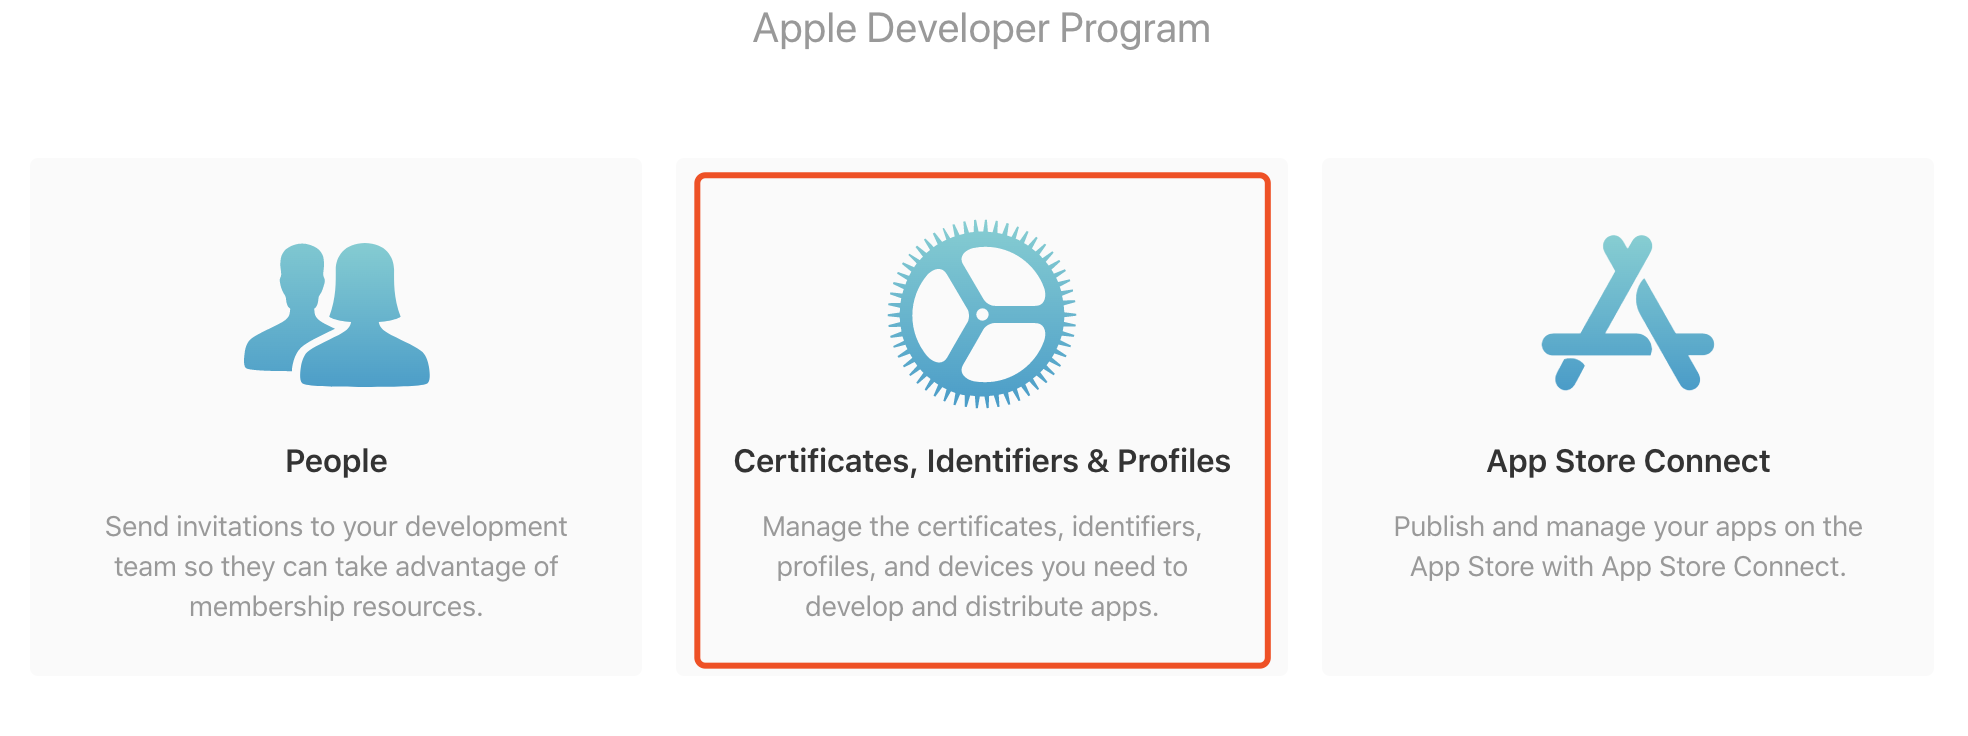 Apple Developer Program
People
Send invitations to your development
team so they can take advantage of
membership resources.
Certificates, Identifiers & Profiles
Manage the certificates, identifiers,
profiles, and devices you need to
develop and distribute apps.
App Store Connect
Publish and manage your apps on the
App Store with App Store Connect.